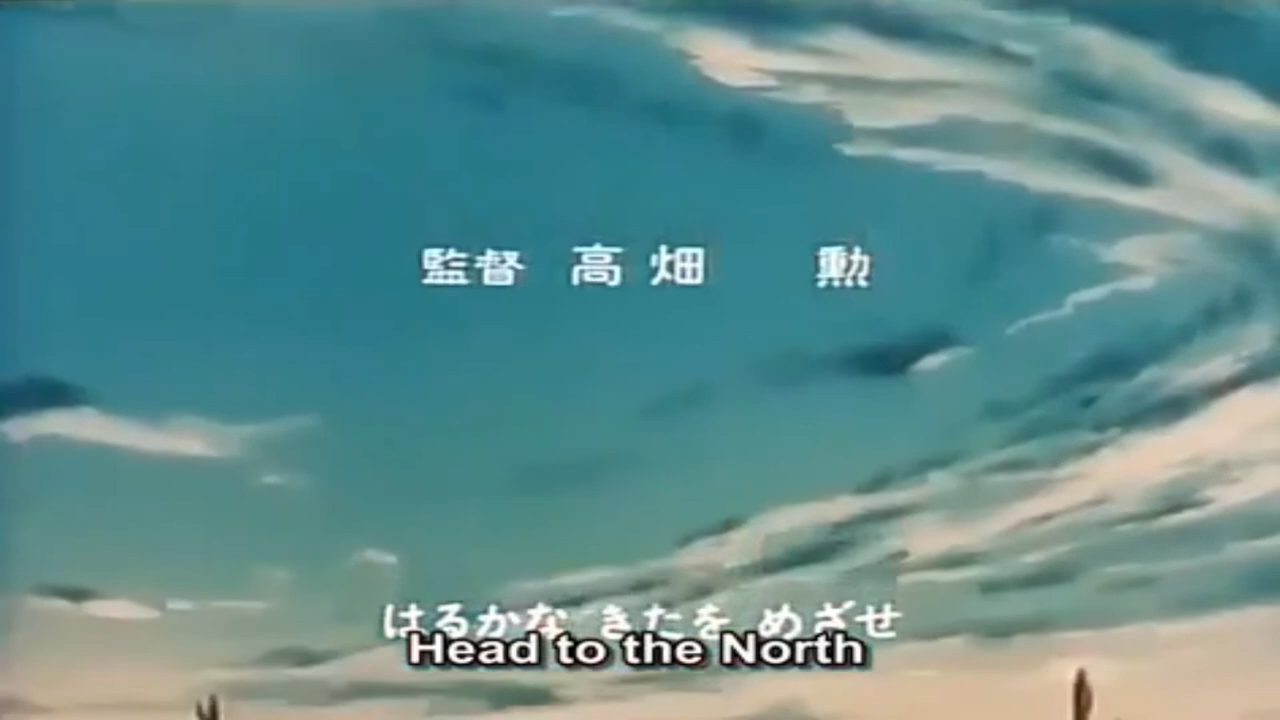 監督 高畑 勲
はるかな きたを めざせ
Head to the North